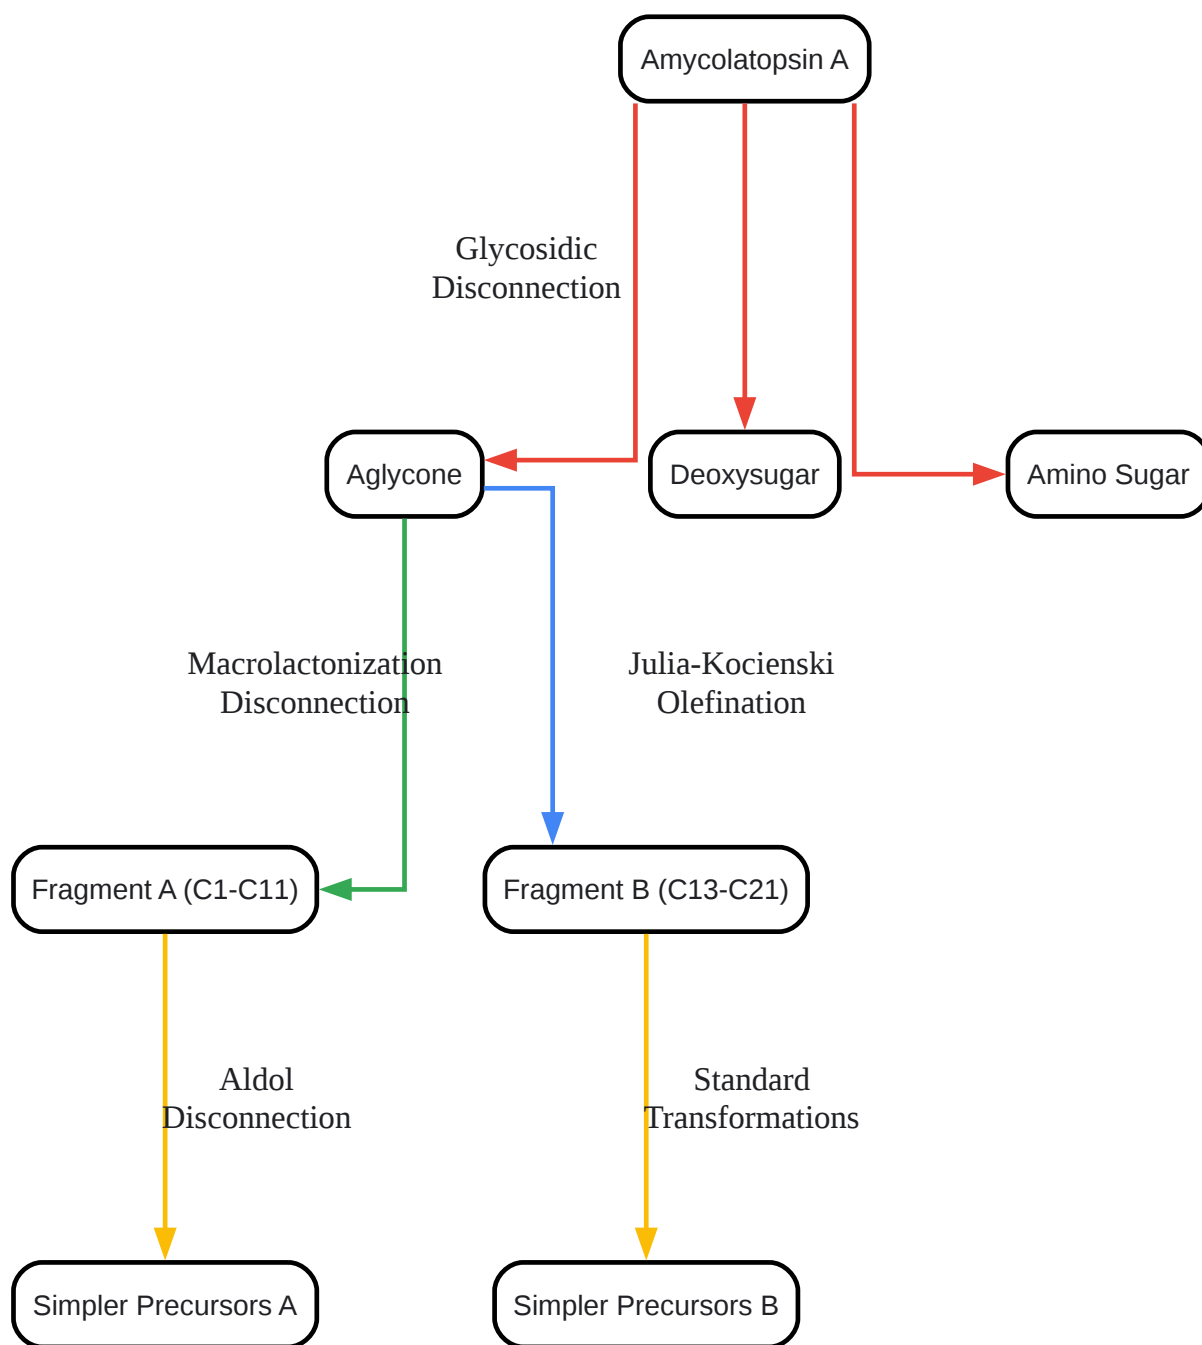 Amycolatopsin A
Glycosidic
Disconnection
Aglycone
Deoxysugar
Amino Sugar
Macrolactonization
Disconnection
Julia-Kocienski
Olefination
Fragment A (C1-C11)
Fragment B (C13-C21)
Aldol
Disconnection
Standard
Transformations
Simpler Precursors A
Simpler Precursors B